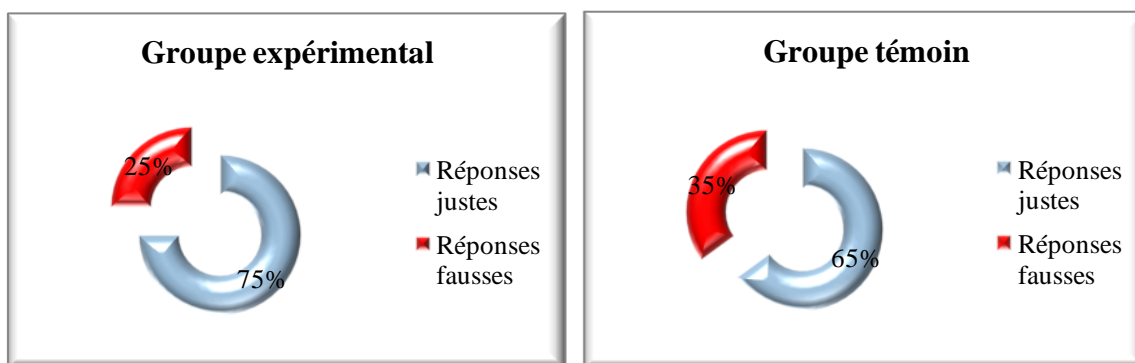 Groupe expérimental
25%
75%
Réponses
justes
Réponses
fausses
Groupe témoin
35%
65%
Réponses
justes
Réponses
fausses